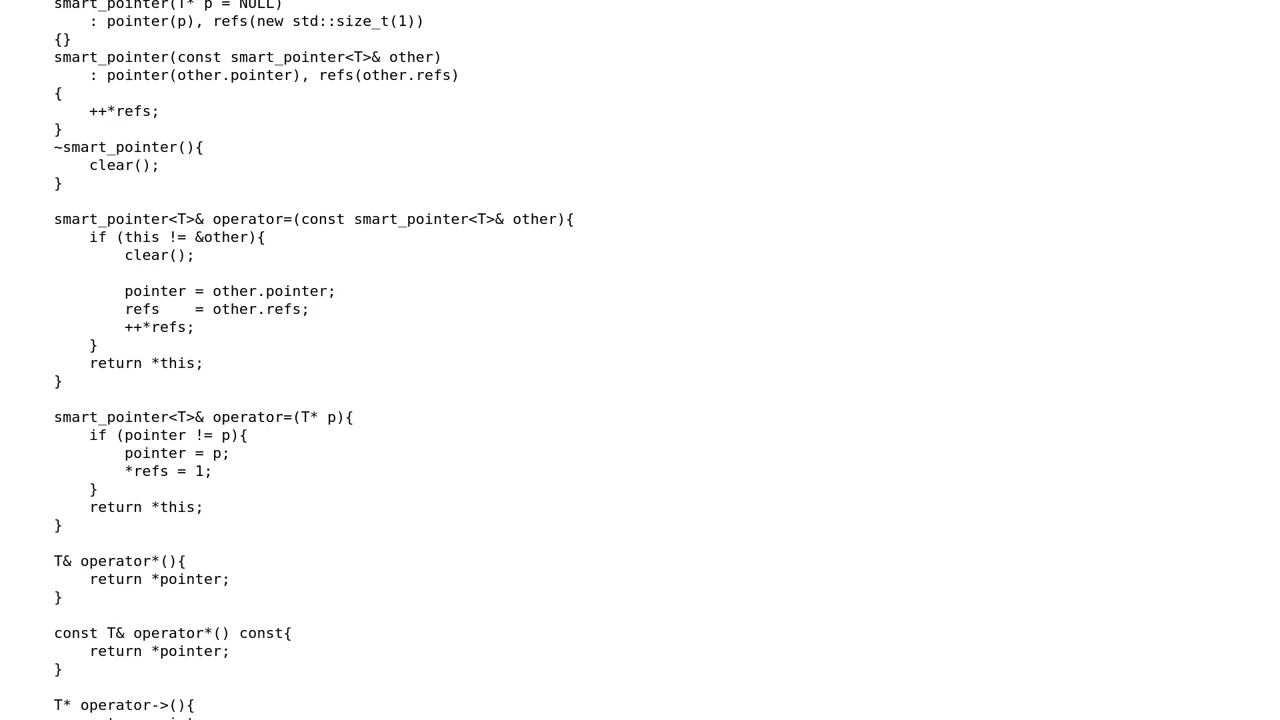 smart_pointer(T* p = NULL)
    : pointer(p), refs(new std::size_t(1))
{}
smart_pointer(const smart_pointer<T>& other)
    : pointer(other.pointer), refs(other.refs)
{
    ++*refs;
}
~smart_pointer(){
    clear();
}

smart_pointer<T>& operator=(const smart_pointer<T>& other){
    if (this != &other){
        clear();

        pointer = other.pointer;
        refs    = other.refs;
        ++*refs;
    }
    return *this;
}

smart_pointer<T>& operator=(T* p){
    if (pointer != p){
        pointer = p;
        *refs = 1;
    }
    return *this;
}

T& operator*(){
    return *pointer;
}

const T& operator*() const{
    return *pointer;
}

T* operator->(){